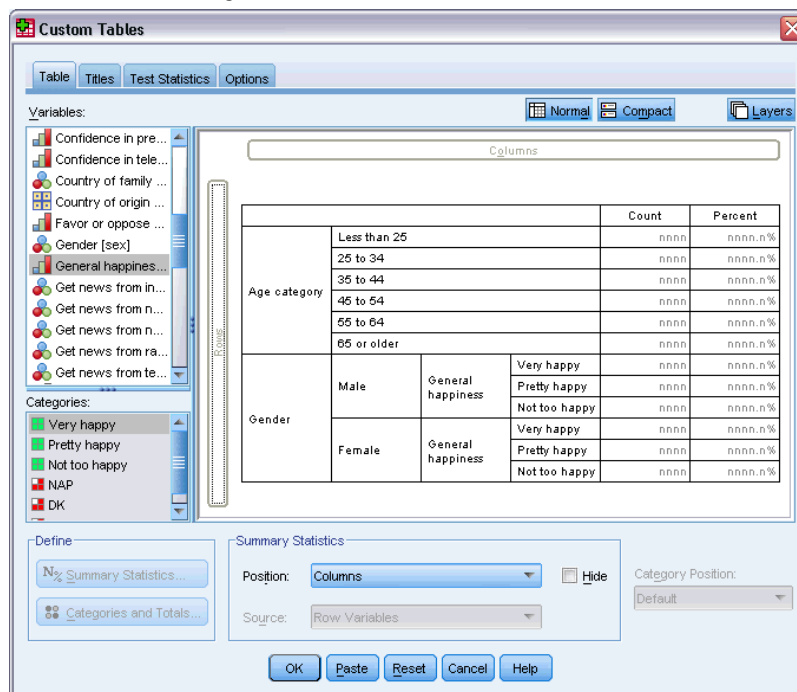 Custom Tables
Table Titles Test Statistics Options
Variables:
Normal Compact Layers
Confidence in pre...
Confidence in tele...
Country of family ...
Country of origin ...
Favor or oppose ...
Gender [sex]
General happines...
Get news from in...
Get news from n...
Get news from n...
Get news from ra...
Get news from te...
Categories:
Very happy
Pretty happy
Not too happy
NAP
DK
Columns
Rows
Count Percent
Age category
Less than 25 nnnn nnnn.n%
25 to 34 nnnn nnnn.n%
35 to 44 nnnn nnnn.n%
45 to 54 nnnn nnnn.n%
55 to 64 nnnn nnnn.n%
65 or older nnnn nnnn.n%
Gender
Male
General
happiness
Very happy nnnn nnnn.n%
Pretty happy nnnn nnnn.n%
Not too happy nnnn nnnn.n%
Female
General
happiness
Very happy nnnn nnnn.n%
Pretty happy nnnn nnnn.n%
Not too happy nnnn nnnn.n%
Define
N% Summary Statistics...
Categories and Totals...
Summary Statistics
Position: Columns Hide
Source: Row Variables
Category Position:
Default
OK Paste Reset Cancel Help